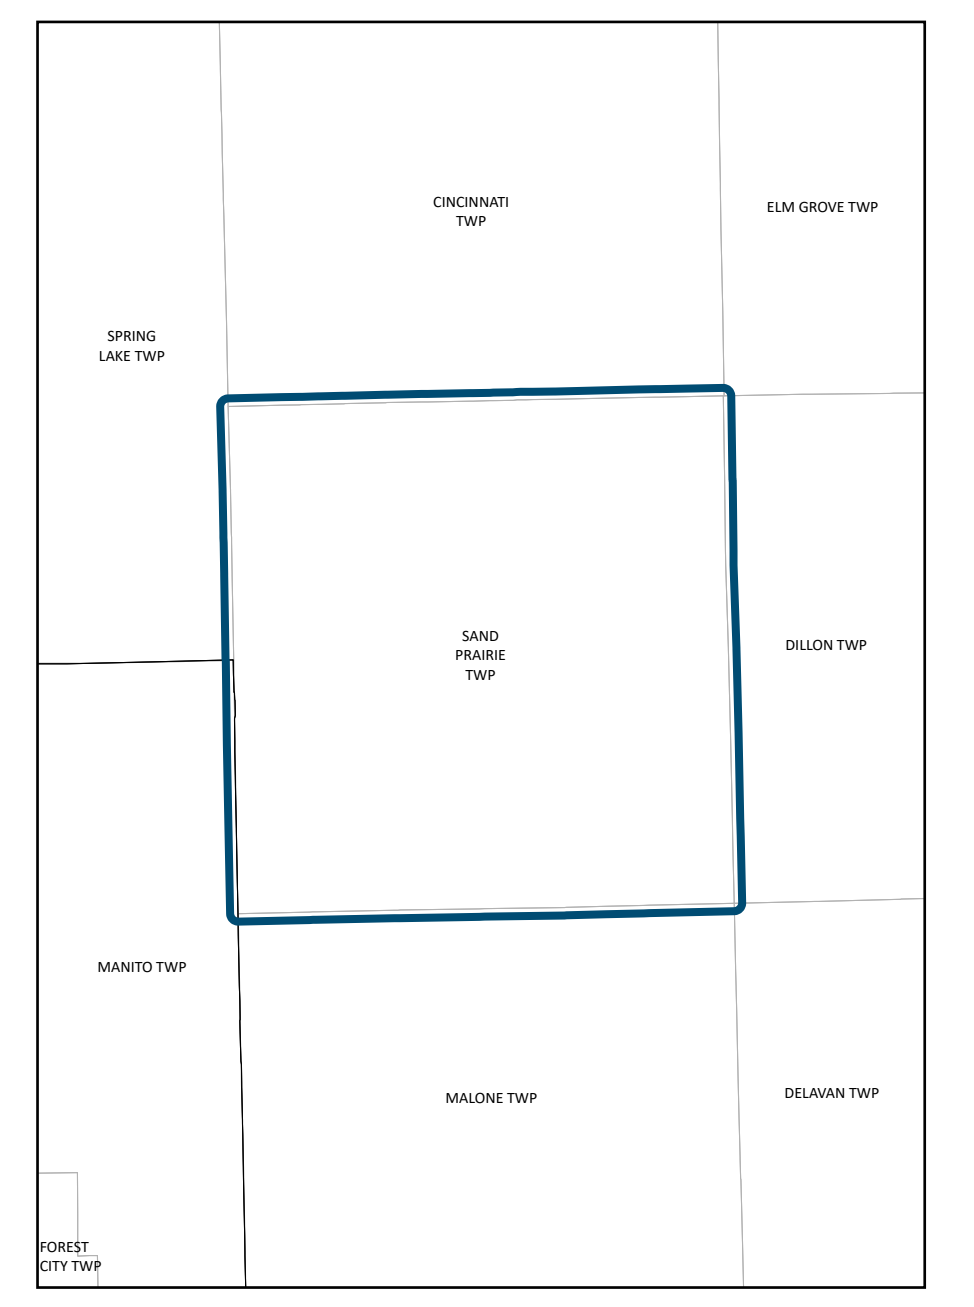 CINCINNATI
TWP
ELM GROVE TWP
SPRING
LAKE TWP
SAND
PRAIRIE
TWP
DILLON TWP
MANITO TWP
MALONE TWP
DELAVAN TWP
FOREST
CITY TWP